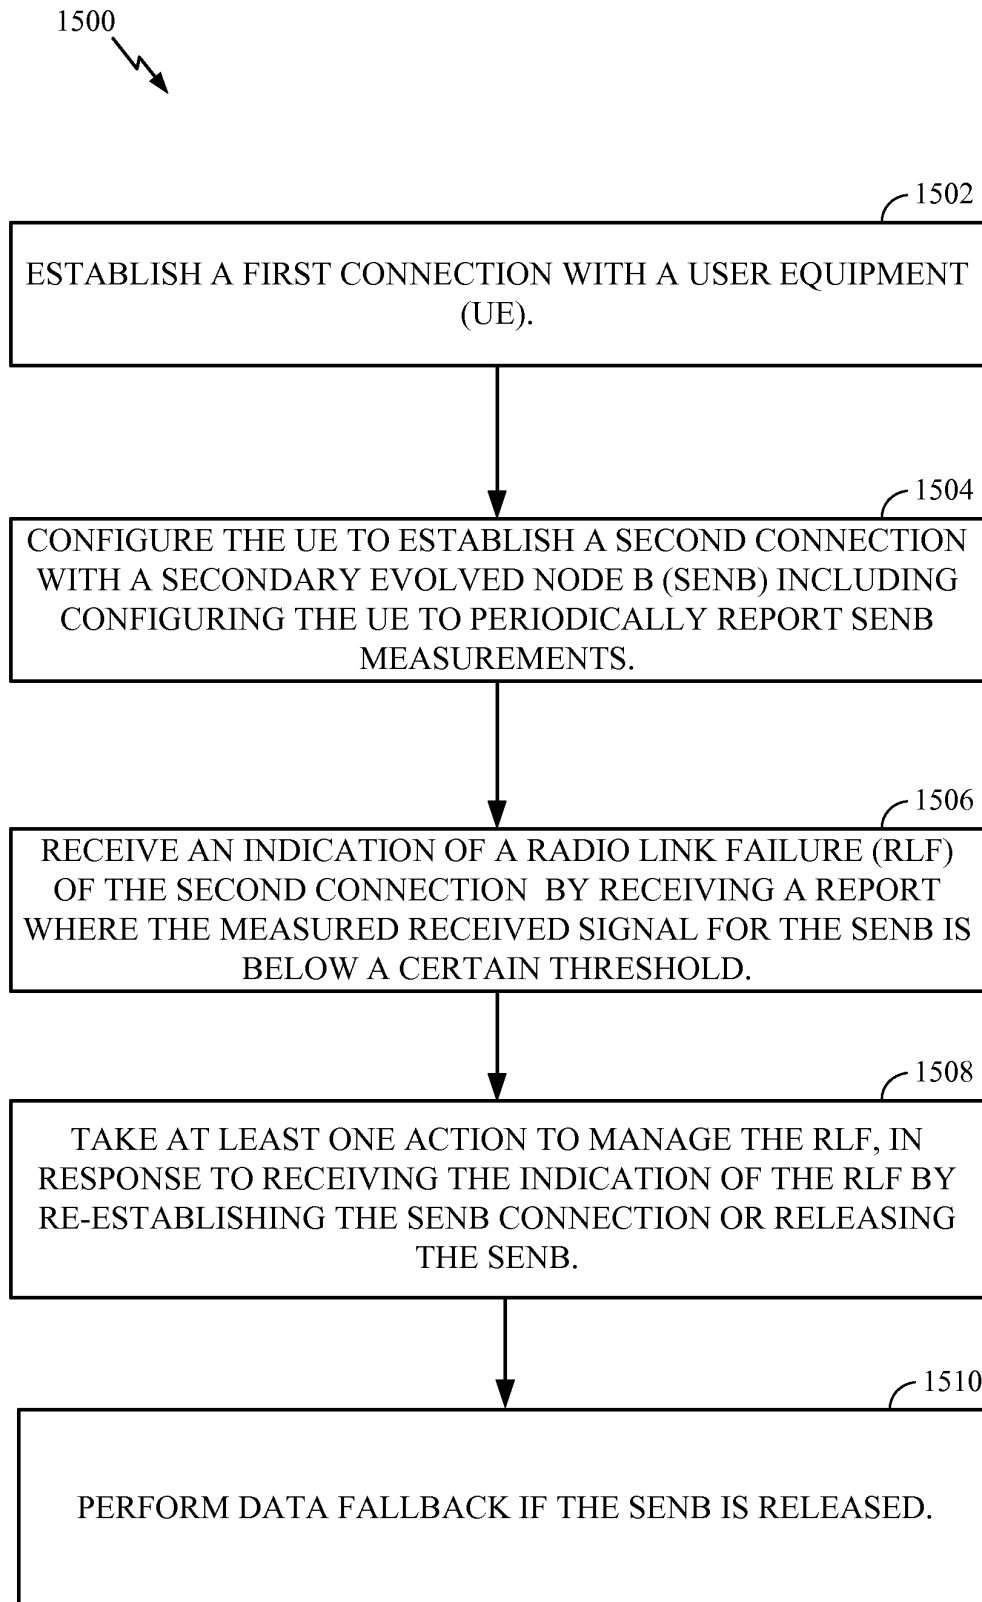 1500
1502
ESTABLISH A FIRST CONNECTION WITH A USER EQUIPMENT
(UE).
1504
CONFIGURE THE UE TO ESTABLISH A SECOND CONNECTION
WITH A SECONDARY EVOLVED NODE B (SENB) INCLUDING
CONFIGURING THE UE TO PERIODICALLY REPORT SENB
MEASUREMENTS.
1506
RECEIVE AN INDICATION OF A RADIO LINK FAILURE (RLF)
OF THE SECOND CONNECTION BY RECEIVING A REPORT
WHERE THE MEASURED RECEIVED SIGNAL FOR THE SENB IS
BELOW A CERTAIN THRESHOLD.
1508
TAKE AT LEAST ONE ACTION TO MANAGE THE RLF, IN
RESPONSE TO RECEIVING THE INDICATION OF THE RLF BY
RE-ESTABLISHING THE SENB CONNECTION OR RELEASING
THE SENB.
1510
PERFORM DATA FALLBACK IF THE SENB IS RELEASED.